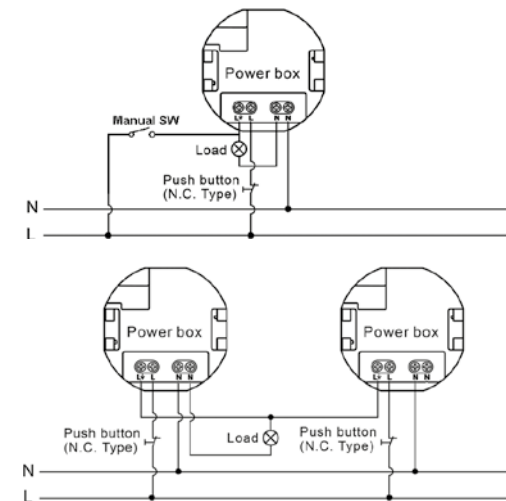 Power box
L↯ L N N
Manual SW
Load
Push button
(N.C. Type)
N
L
Power box
Power box
L↯ L N N
L↯ L N N
Push button
(N.C. Type)
Load
Push button
(N.C. Type)
N
L